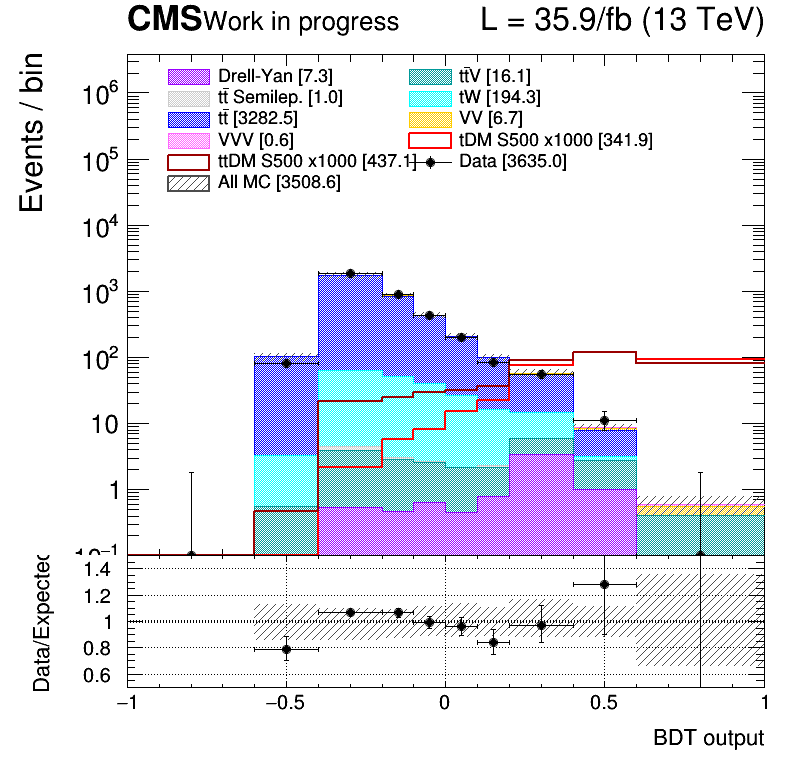 CMS Work in progress L = 35.9/fb (13 TeV)
Events / bin
Drell-Yan [7.3] tt̄V [16.1]
tt̄ Semilep. [1.0] tW [194.3]
tt̄ [3282.5] VV [6.7]
VVV [0.6] tDM S500 x1000 [341.9]
ttDM S500 x1000 [437.1] Data [3635.0]
All MC [3508.6]
10⁶
10⁵
10⁴
10³
10²
10
1
10⁻¹
Data/Expected
1.4
1.2
1
0.8
0.6
−1 −0.5 0 0.5 1
BDT output